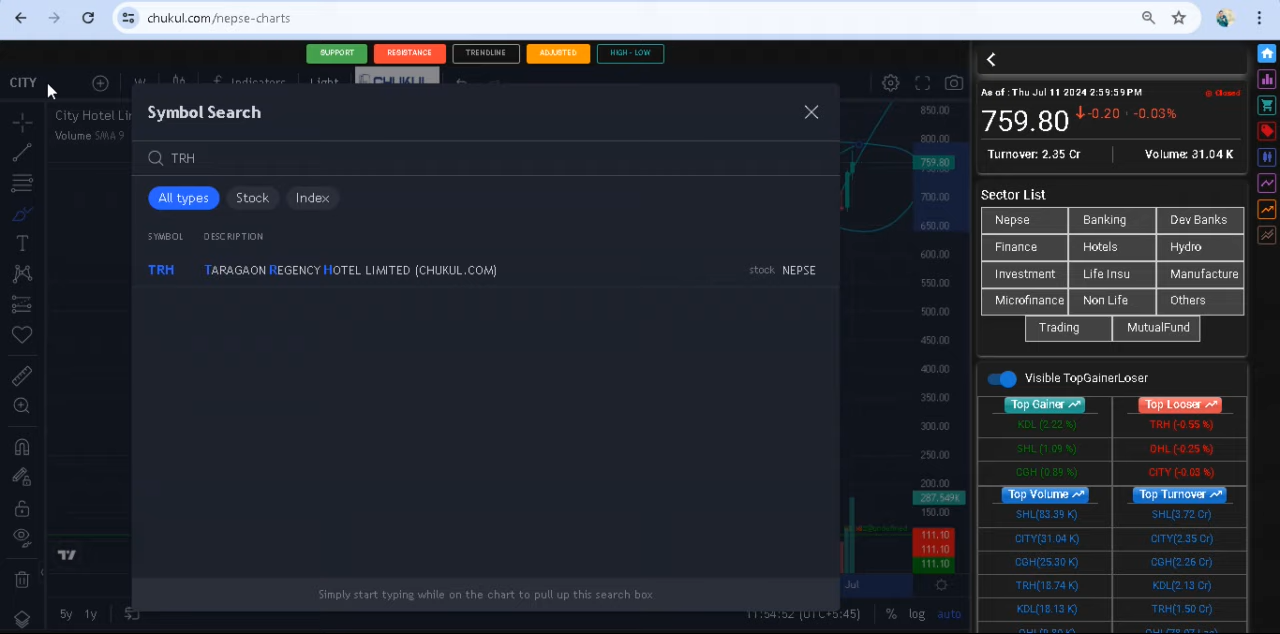 chukul.com/nepse-charts
SUPPORT RESISTANCE TRENDLINE ADJUSTED HIGH - LOW
CITY W Indicators Light CHUKUL
City Hotel Lir
Volume SMA 9
Symbol Search
TRH
All types Stock Index
SYMBOL DESCRIPTION
TRH TARAGAON REGENCY HOTEL LIMITED (CHUKUL.COM) stock NEPSE
Simply start typing while on the chart to pull up this search box
850.00
800.00
759.80
700.00
650.00
600.00
550.00
500.00
450.00
400.00
350.00
300.00
250.00
200.00
287.549K
150.00
111.10
111.10
111.10
Jul
5y 1y 11:54:52 (UTC+5:45) % log auto
As of : Thu Jul 11 2024 2:59:59 PM Closed
759.80 -0.20 · -0.03%
Turnover: 2.35 Cr Volume: 31.04 K
Sector List
Nepse Banking Dev Banks
Finance Hotels Hydro
Investment Life Insu Manufacture
Microfinance Non Life Others
Trading MutualFund
Visible TopGainerLoser
Top Gainer Top Looser
KDL (2.22 %) TRH (-0.55 %)
SHL (1.09 %) OHL (-0.25 %)
CGH (0.89 %) CITY (-0.03 %)
Top Volume Top Turnover
SHL(83.39 K) SHL(3.72 Cr)
CITY(31.04 K) CITY(2.35 Cr)
CGH(25.30 K) CGH(2.26 Cr)
TRH(18.74 K) KDL(2.13 Cr)
KDL(18.13 K) TRH(1.50 Cr)